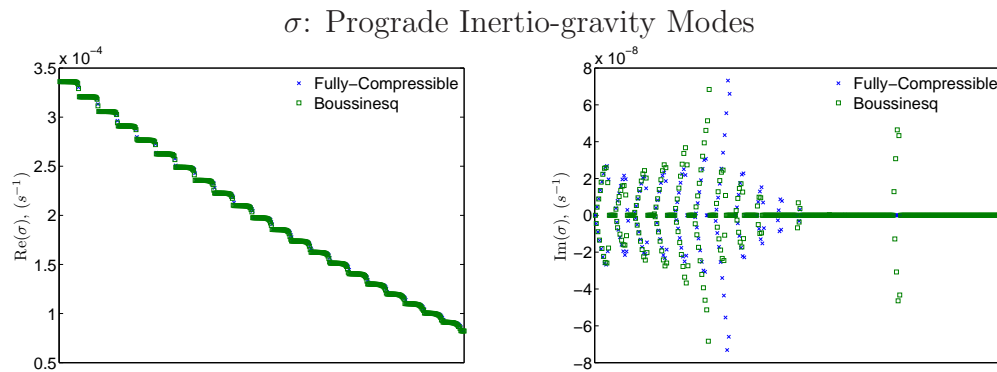 σ: Prograde Inertio-gravity Modes
x 10⁻⁴
3.5
3
2.5
2
1.5
1
0.5
Re(σ), (s⁻¹)
Fully−Compressible
Boussinesq
x 10⁻⁸
8
6
4
2
0
−2
−4
−6
−8
Im(σ), (s⁻¹)
Fully−Compressible
Boussinesq